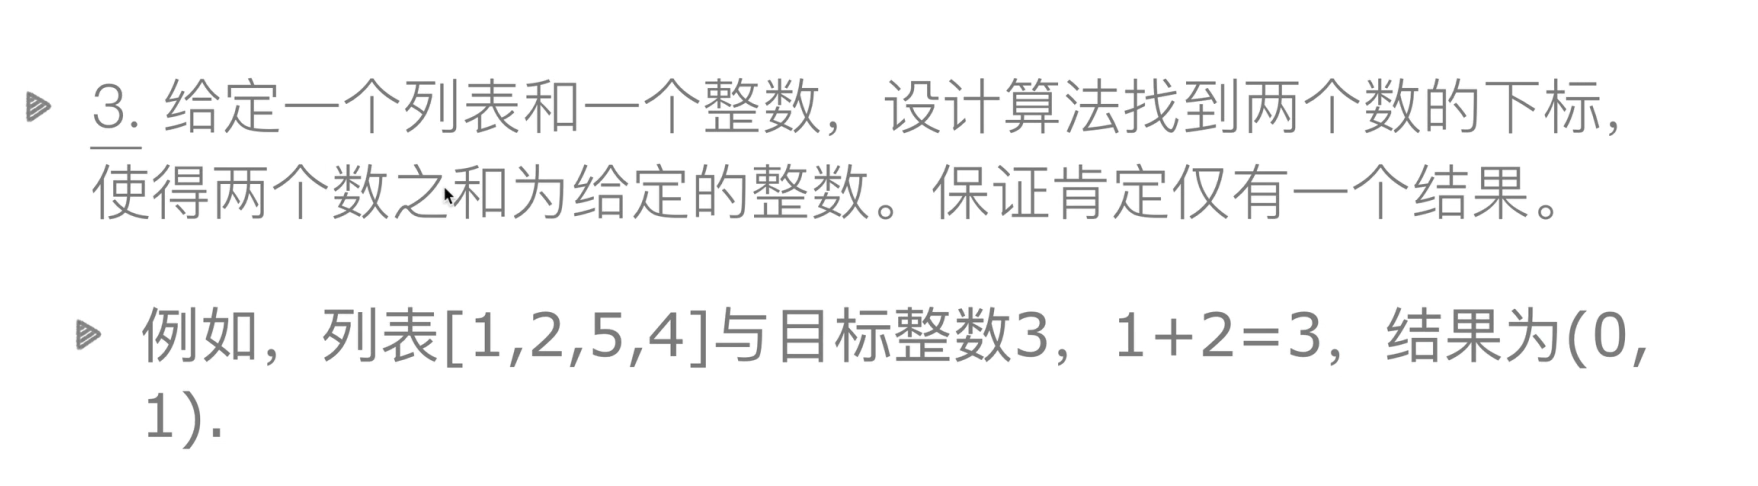 3. 给定一个列表和一个整数，设计算法找到两个数的下标，
使得两个数之和为给定的整数。保证肯定仅有一个结果。
例如，列表[1,2,5,4]与目标整数3，1+2=3，结果为(0,
1).